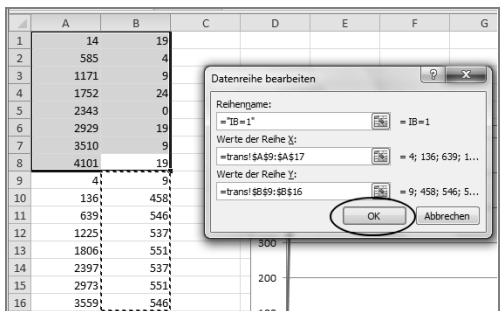 A B C D E F G
1 14 19
2 585 4
3 1171 9
4 1752 24
5 2343 0
6 2929 19
7 3510 9
8 4101 19
9 4 9
10 136 458
11 639 546
12 1225 537
13 1806 551
14 2397 537
15 2973 551
16 3559 546
Datenreihe bearbeiten
Reihenname:
="IB=1" = IB=1
Werte der Reihe X:
=trans!$A$9:$A$17 = 4; 136; 639; 1...
Werte der Reihe Y:
=trans!$B$9:$B$16 = 9; 458; 546; 5...
OK Abbrechen
300
200